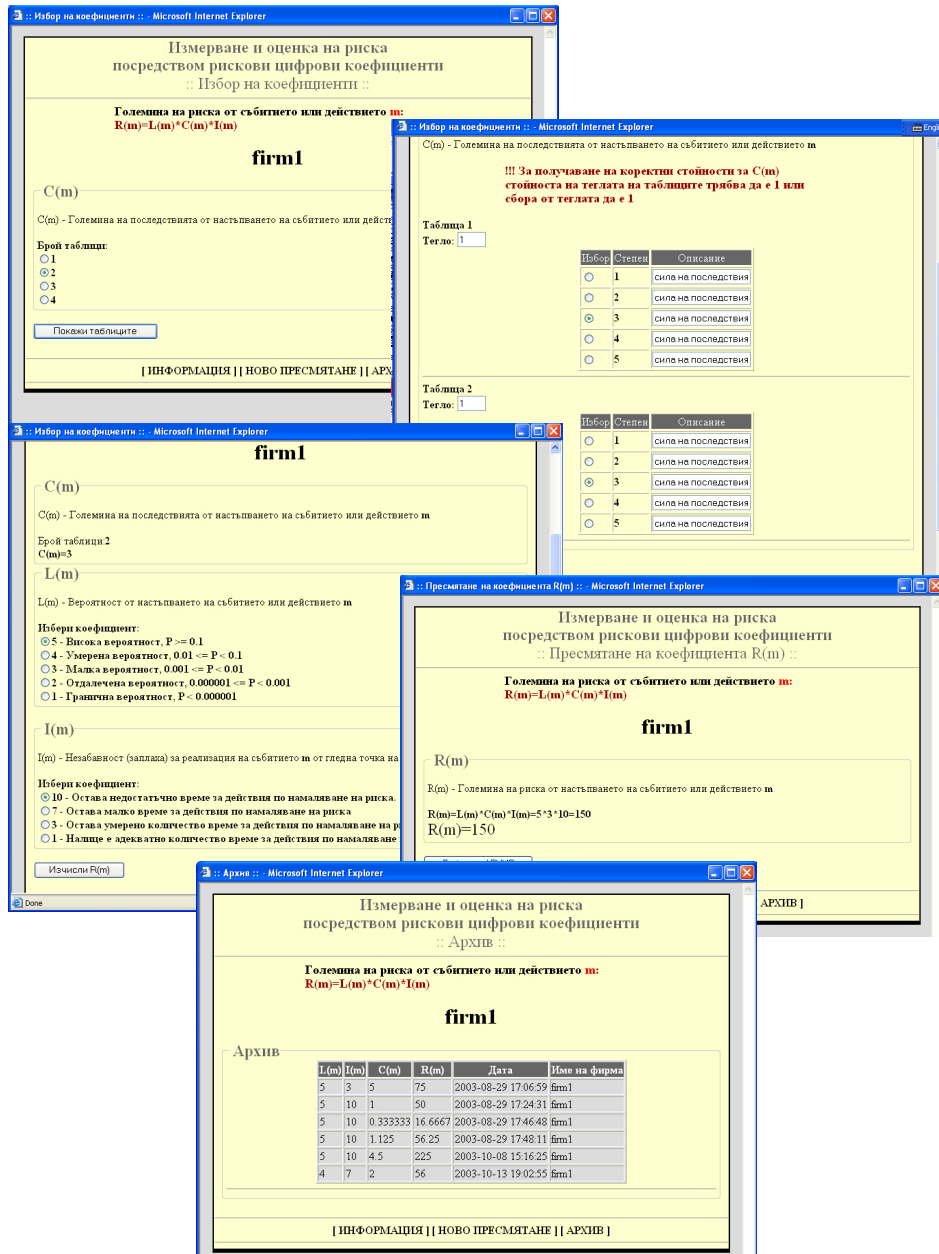 :: Избор на коефициенти :: - Microsoft Internet Explorer
Измерване и оценка на риска
посредством рискови цифрови коефициенти
:: Избор на коефициенти ::
Големина на риска от събитието или действието m:
R(m)=L(m)*C(m)*I(m)
firm1
C(m)
C(m) - Големина на последствията от настъпването на събитието или
Брой таблици:
1
2
3
4
Покажи таблиците
[ ИНФОРМАЦИЯ ] [ НОВО ПРЕСМЯТАНЕ ] [
:: Избор на коефициенти :: - Microsoft Internet Explorer
C(m) - Големина на последствията от настъпването на събитието или действието m
!!! За получаване на коректни стойности за C(m)
стойноста на теглата на таблиците трябва да е 1 или
сбора от теглата да е 1
Таблица 1
Тегло: 1
Избор Степен Описание
1 сила на последствия
2 сила на последствия
3 сила на последствия
4 сила на последствия
5 сила на последствия
Таблица 2
Тегло: 1
Избор Степен Описание
1 сила на последствия
2 сила на последствия
3 сила на последствия
4 сила на последствия
5 сила на последствия
:: Избор на коефициенти :: - Microsoft Internet Explorer
firm1
C(m)
C(m) - Големина на последствията от настъпването на събитието или действието m
Брой таблици:2
C(m)=3
L(m)
L(m) - Вероятност от настъпването на събитието или действието m
Избери коефициент:
5 - Висока вероятност, P >= 0.1
4 - Умерена вероятност, 0.01 <= P < 0.1
3 - Малка вероятност, 0.001 <= P < 0.01
2 - Отдалечена вероятност, 0.000001 <= P < 0.001
1 - Гранична вероятност, P < 0.000001
I(m)
I(m) - Незабавност (заплаха) за реализация на събитието m от гледна точка на
Избери коефициент:
10 - Остава недостатъчно време за действия по намаляване на риска.
7 - Остава малко време за действия по намаляване на риска
3 - Остава умерено количество време за действия по намаляване на
1 - Налице е адекватно количество време за действия по намаляване
Изчисли R(m)
Done
:: Пресмятане на коефициента R(m) :: - Microsoft Internet Explorer
Измерване и оценка на риска
посредством рискови цифрови коефициенти
:: Пресмятане на коефициента R(m) ::
Големина на риска от събитието или действието m:
R(m)=L(m)*C(m)*I(m)
firm1
R(m)
R(m) - Големина на риска от настъпването на събитието или действието m
R(m)=L(m)*C(m)*I(m)=5*3*10=150
R(m)=150
АРХИВ ]
:: Архив :: - Microsoft Internet Explorer
Измерване и оценка на риска
посредством рискови цифрови коефициенти
:: Архив ::
Големина на риска от събитието или действието m:
R(m)=L(m)*C(m)*I(m)
firm1
Архив
L(m) I(m) C(m) R(m) Дата Име на фирма
5 3 5 75 2003-08-29 17:06:59 firm1
5 10 1 50 2003-08-29 17:24:31 firm1
5 10 0.333333 16.6667 2003-08-29 17:46:48 firm1
5 10 1.125 56.25 2003-08-29 17:48:11 firm1
5 10 4.5 225 2003-10-08 15:16:25 firm1
4 7 2 56 2003-10-13 19:02:55 firm1
[ ИНФОРМАЦИЯ ] [ НОВО ПРЕСМЯТАНЕ ] [ АРХИВ ]